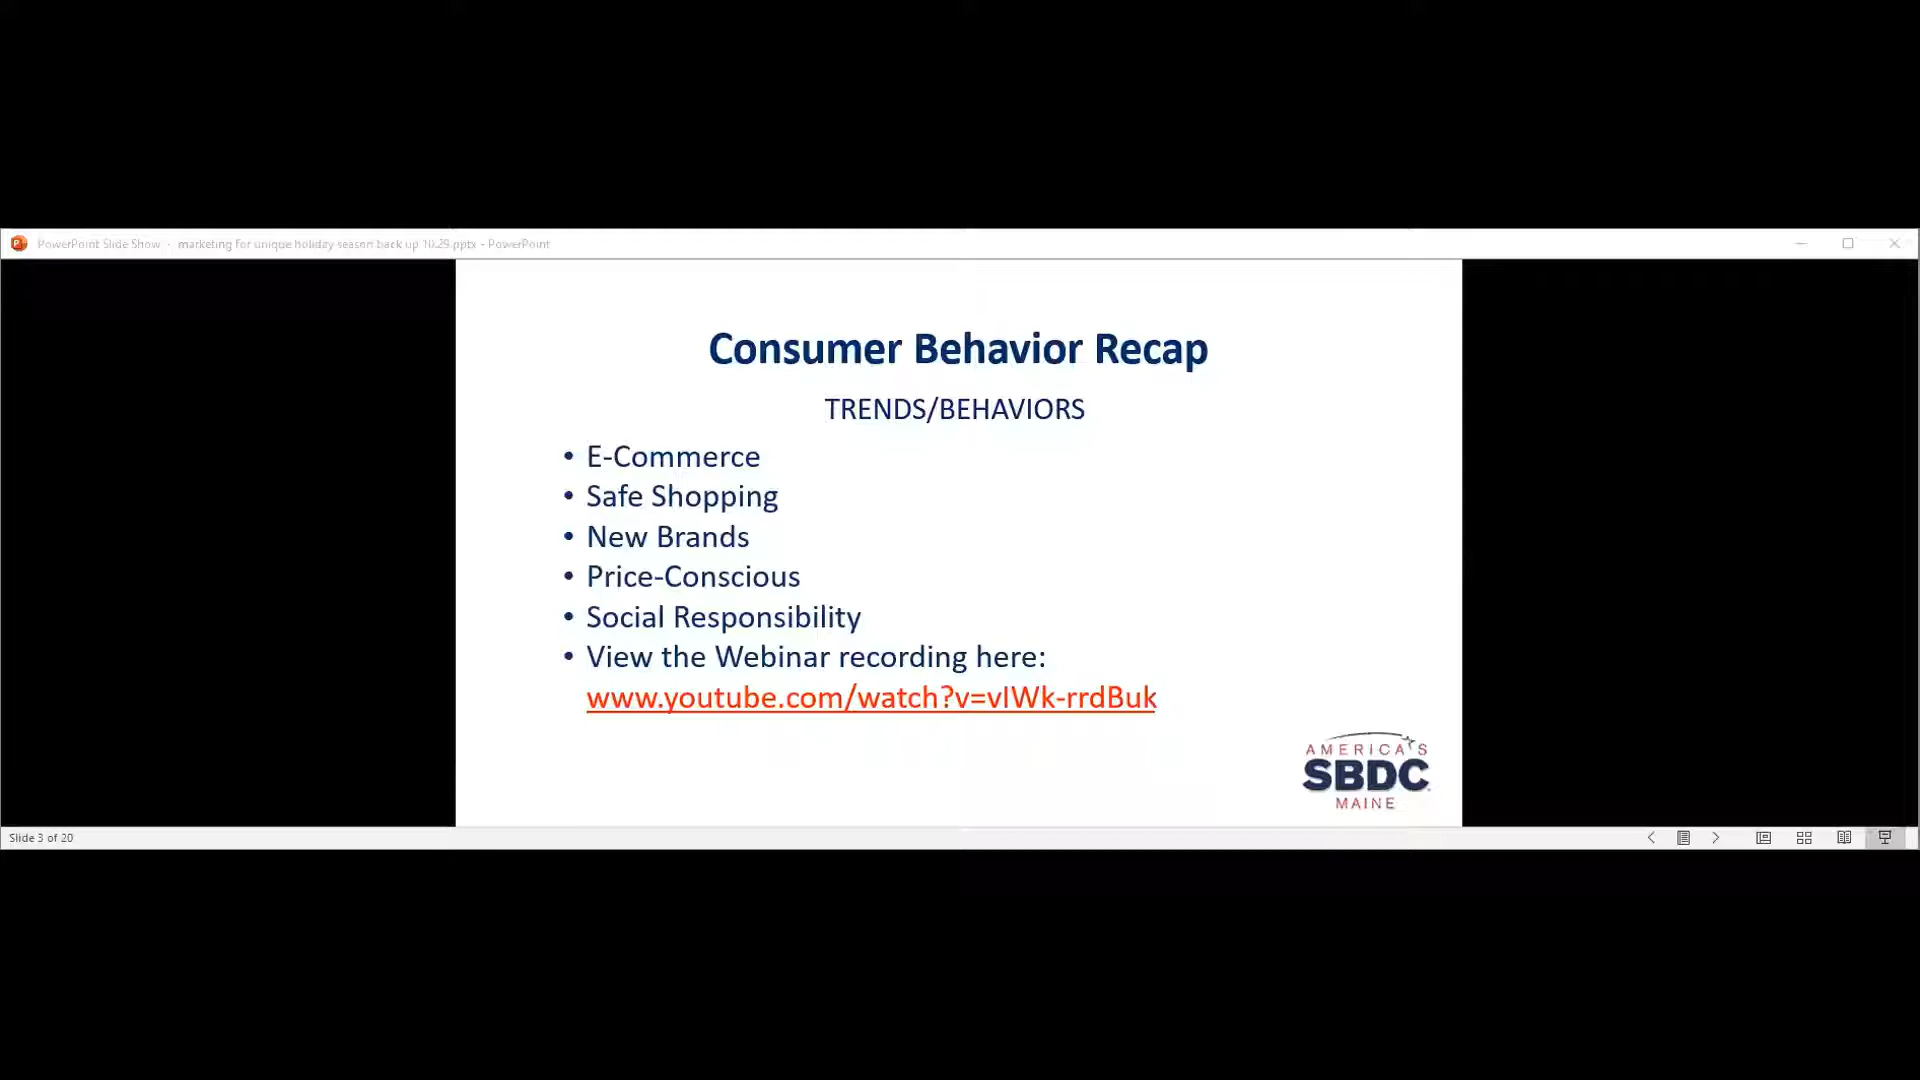 PowerPoint Slide Show - marketing for unique holiday season back up 10.29.pptx - PowerPoint
Consumer Behavior Recap
TRENDS/BEHAVIORS
• E-Commerce
• Safe Shopping
• New Brands
• Price-Conscious
• Social Responsibility
• View the Webinar recording here:
www.youtube.com/watch?v=vIWk-rrdBuk
AMERICA'S
SBDC
MAINE
Slide 3 of 20